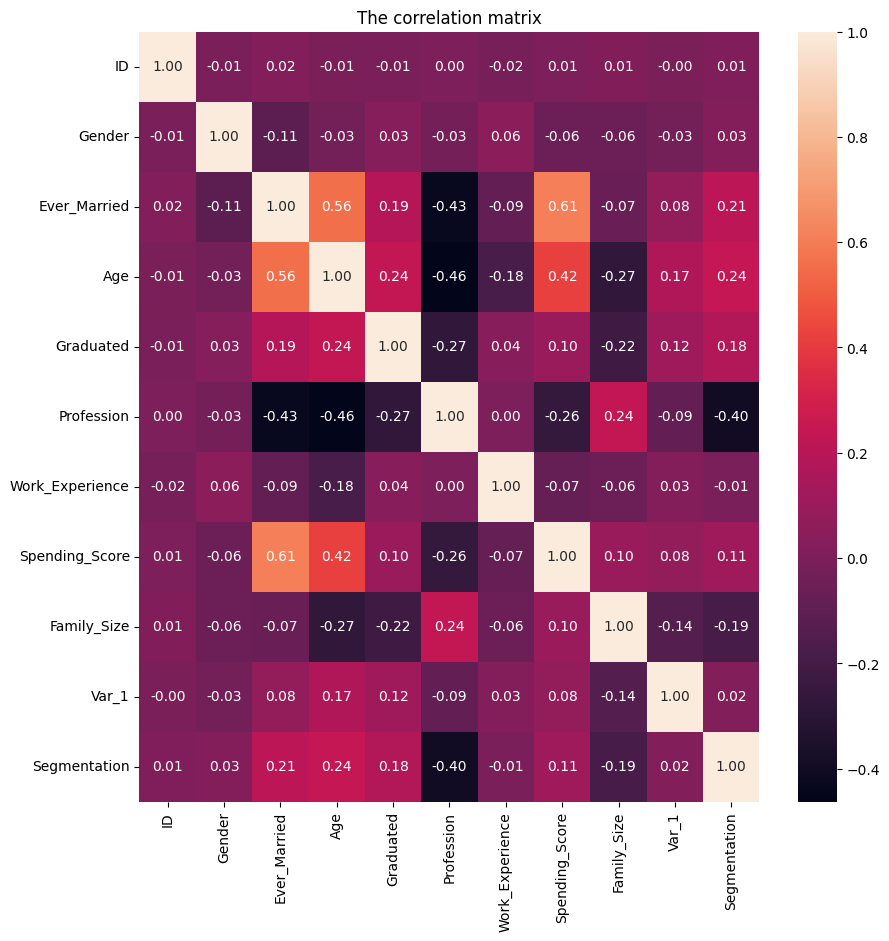 The correlation matrix
ID 1.00 -0.01 0.02 -0.01 -0.01 0.00 -0.02 0.01 0.01 -0.00 0.01
Gender -0.01 1.00 -0.11 -0.03 0.03 -0.03 0.06 -0.06 -0.06 -0.03 0.03
Ever_Married 0.02 -0.11 1.00 0.56 0.19 -0.43 -0.09 0.61 -0.07 0.08 0.21
Age -0.01 -0.03 0.56 1.00 0.24 -0.46 -0.18 0.42 -0.27 0.17 0.24
Graduated -0.01 0.03 0.19 0.24 1.00 -0.27 0.04 0.10 -0.22 0.12 0.18
Profession 0.00 -0.03 -0.43 -0.46 -0.27 1.00 0.00 -0.26 0.24 -0.09 -0.40
Work_Experience -0.02 0.06 -0.09 -0.18 0.04 0.00 1.00 -0.07 -0.06 0.03 -0.01
Spending_Score 0.01 -0.06 0.61 0.42 0.10 -0.26 -0.07 1.00 0.10 0.08 0.11
Family_Size 0.01 -0.06 -0.07 -0.27 -0.22 0.24 -0.06 0.10 1.00 -0.14 -0.19
Var_1 -0.00 -0.03 0.08 0.17 0.12 -0.09 0.03 0.08 -0.14 1.00 0.02
Segmentation 0.01 0.03 0.21 0.24 0.18 -0.40 -0.01 0.11 -0.19 0.02 1.00
ID
Gender
Ever_Married
Age
Graduated
Profession
Work_Experience
Spending_Score
Family_Size
Var_1
Segmentation
1.0
0.8
0.6
0.4
0.2
0.0
−0.2
−0.4